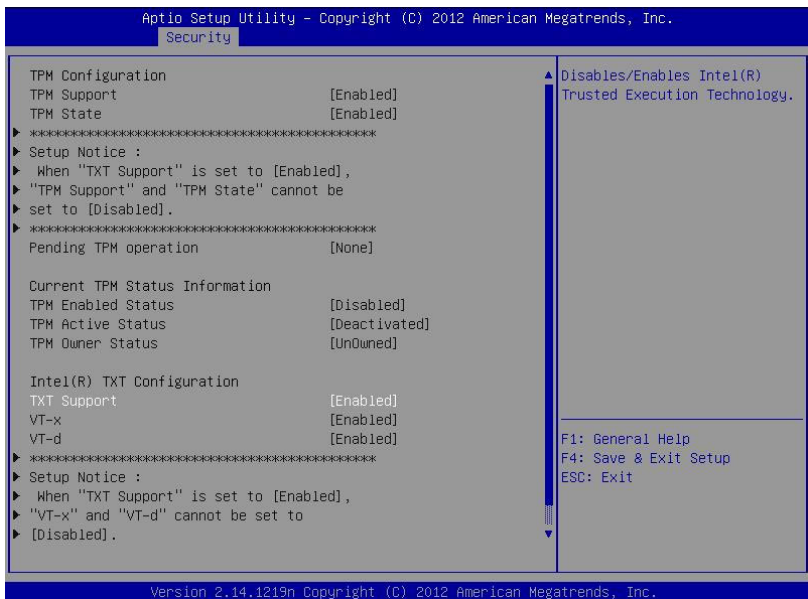 Aptio Setup Utility - Copyright (C) 2012 American Megatrends, Inc.
Security
TPM Configuration
TPM Support [Enabled]
TPM State [Enabled]
**********************************************
Setup Notice :
When "TXT Support" is set to [Enabled],
"TPM Support" and "TPM State" cannot be
set to [Disabled].
**********************************************
Pending TPM operation [None]
Current TPM Status Information
TPM Enabled Status [Disabled]
TPM Active Status [Deactivated]
TPM Owner Status [UnOwned]
Intel(R) TXT Configuration
TXT Support [Enabled]
VT-x [Enabled]
VT-d [Enabled]
**********************************************
Setup Notice :
When "TXT Support" is set to [Enabled],
"VT-x" and "VT-d" cannot be set to
[Disabled].
Disables/Enables Intel(R)
Trusted Execution Technology.
F1: General Help
F4: Save & Exit Setup
ESC: Exit
Version 2.14.1219n Copyright (C) 2012 American Megatrends, Inc.